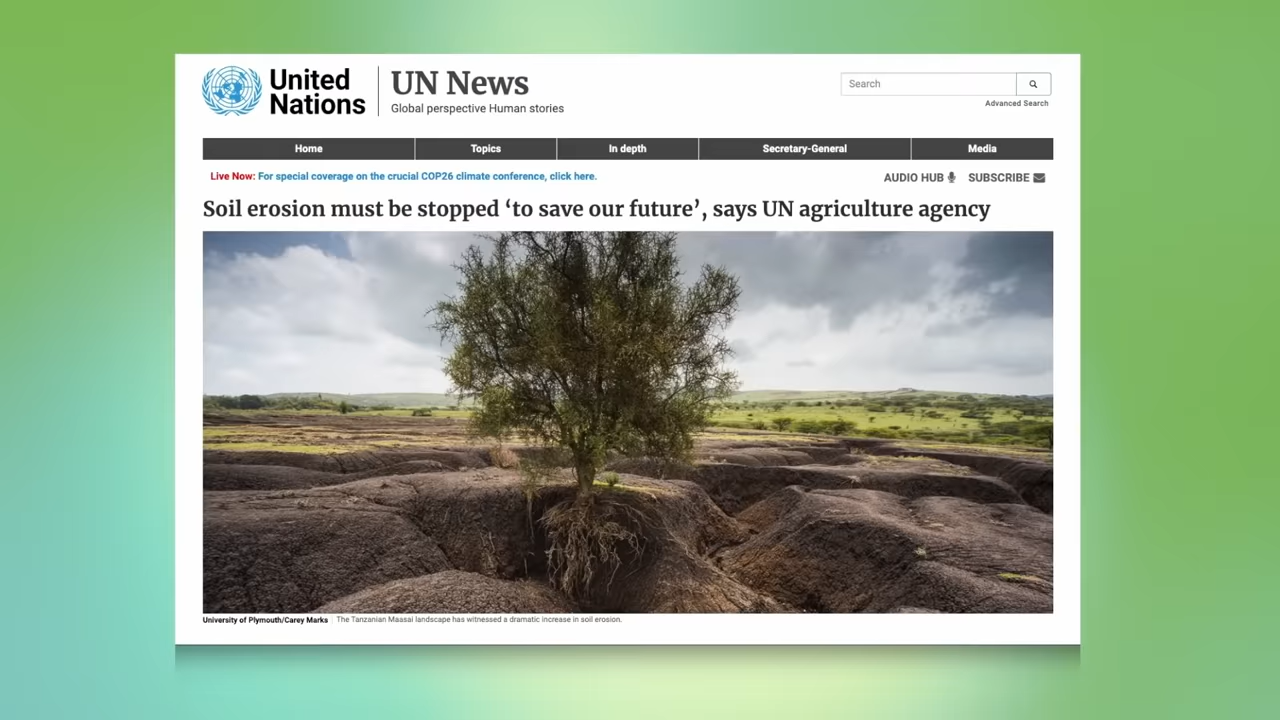 United
Nations
UN News
Global perspective Human stories
Search
Advanced Search
Home
Topics
In depth
Secretary-General
Media
Live Now: For special coverage on the crucial COP26 climate conference, click here.
AUDIO HUB
SUBSCRIBE
Soil erosion must be stopped ‘to save our future’, says UN agriculture agency
University of Plymouth/Carey Marks
The Tanzanian Maasai landscape has witnessed a dramatic increase in soil erosion.